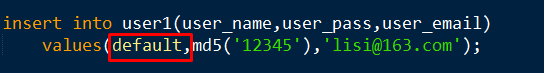 insert into user1(user_name,user_pass,user_email)
values(default,md5('12345'),'lisi@163.com');